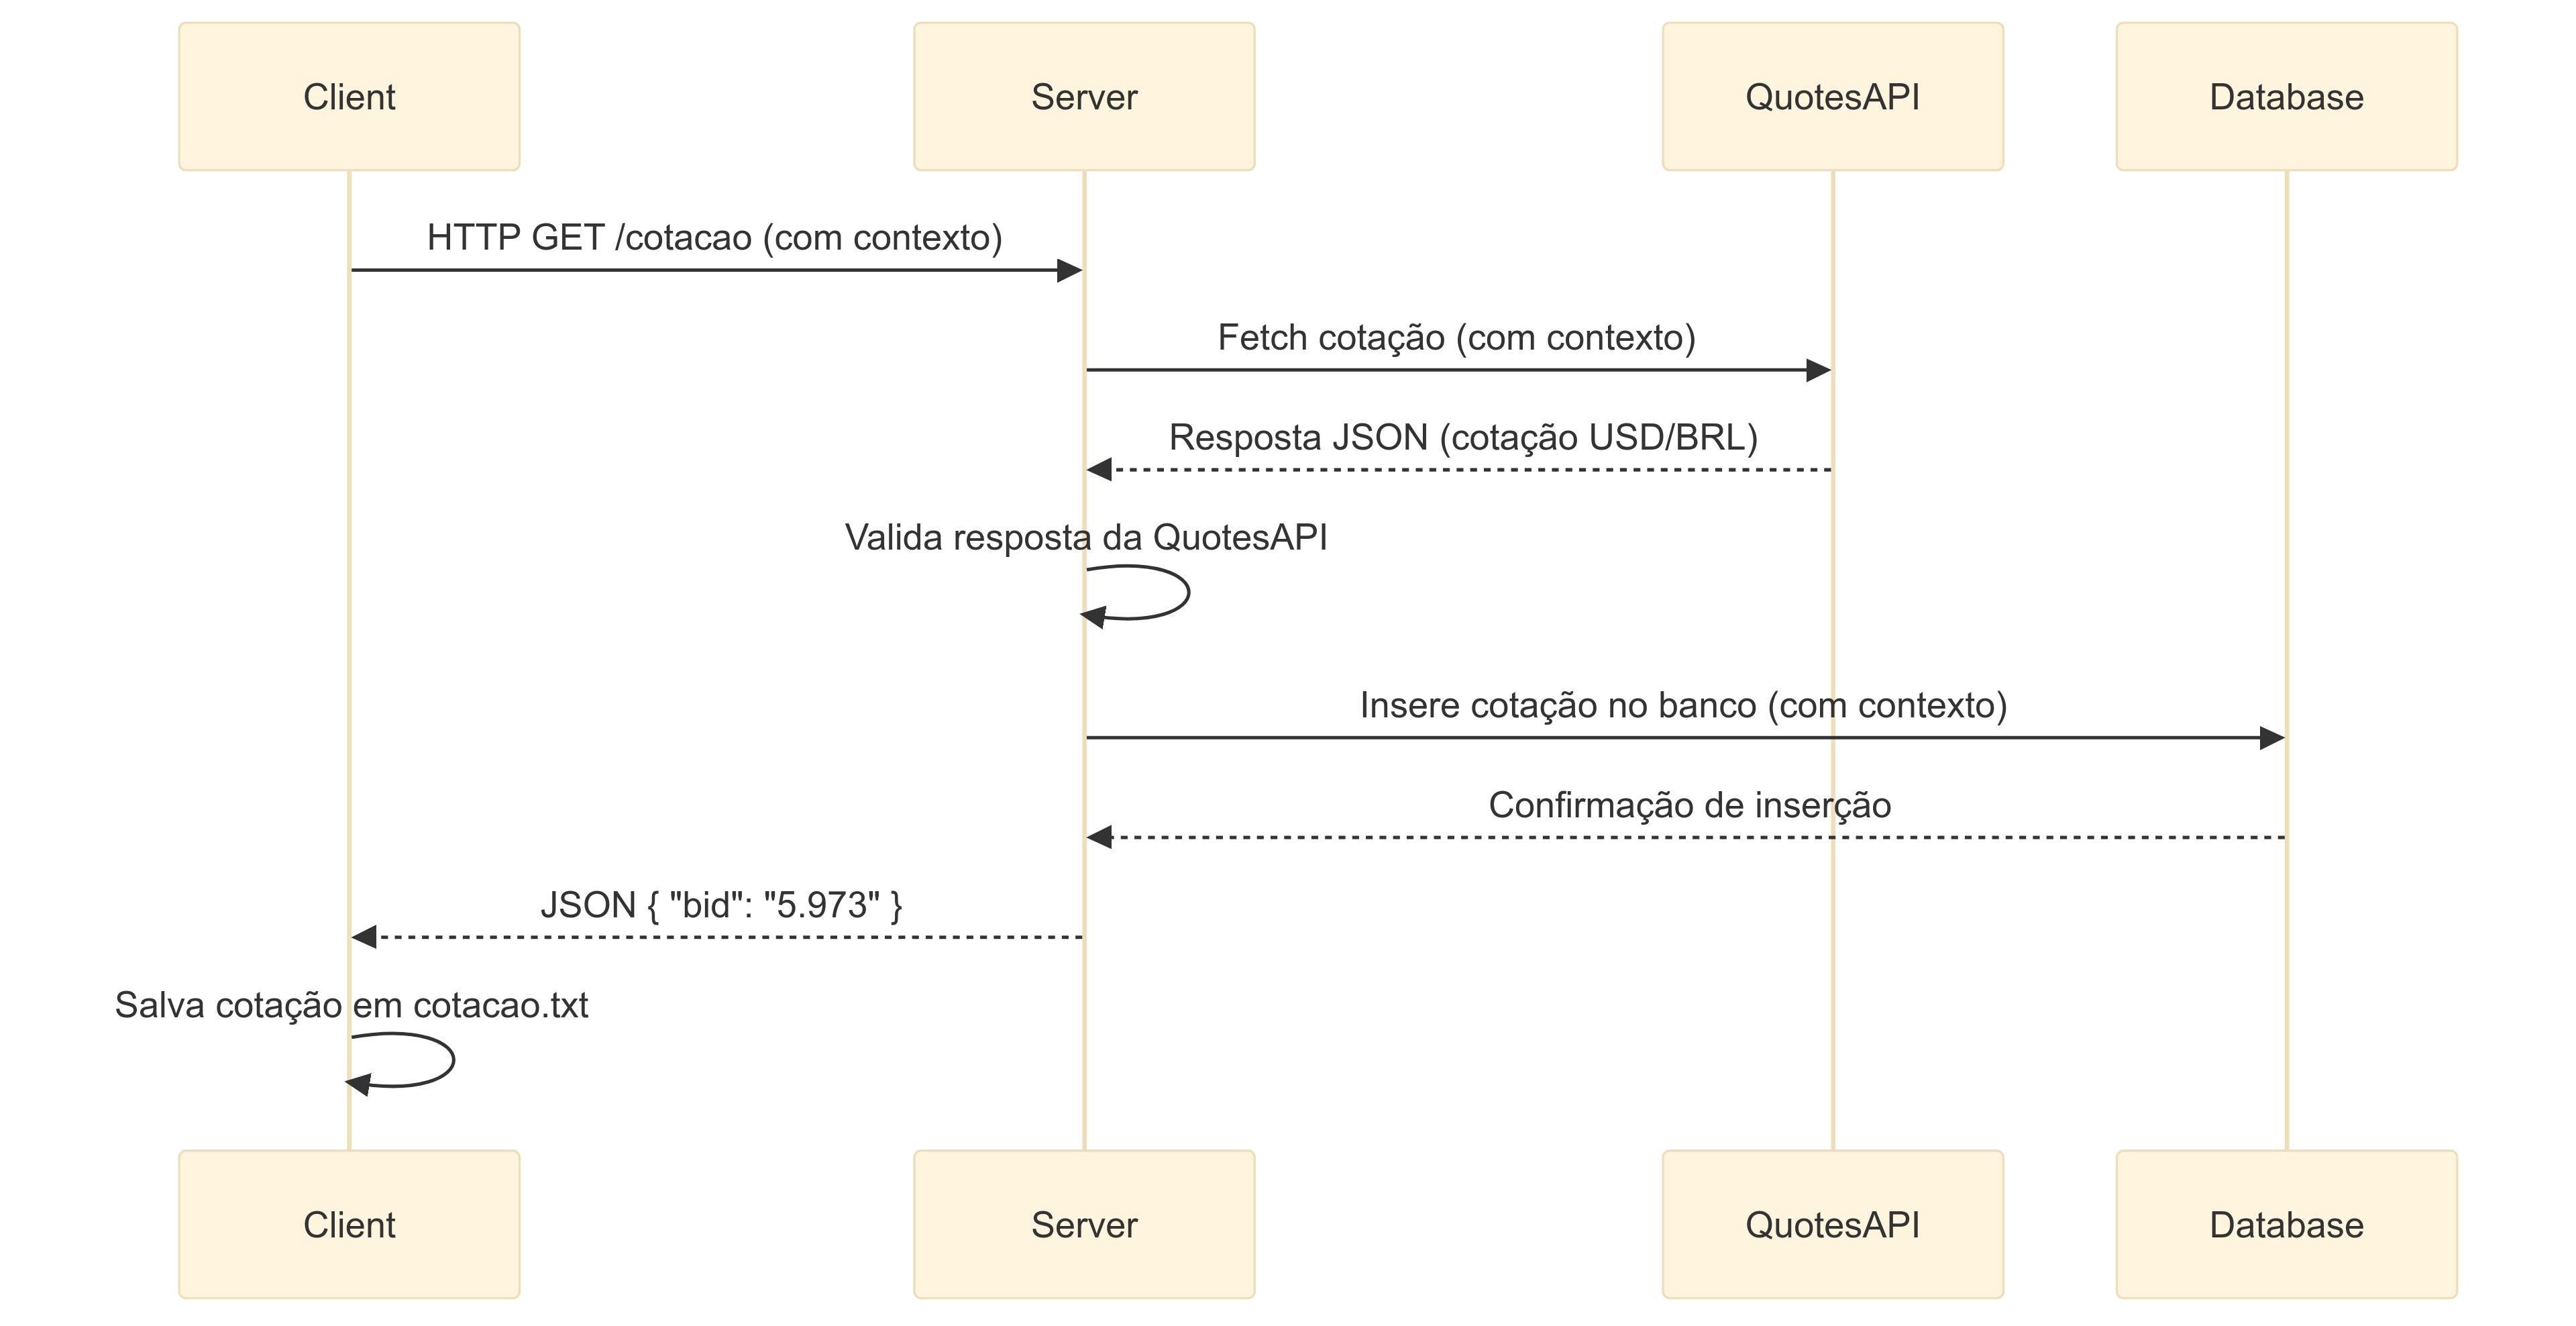 Client
Server
QuotesAPI
Database
HTTP GET /cotacao (com contexto)
Fetch cotação (com contexto)
Resposta JSON (cotação USD/BRL)
Valida resposta da QuotesAPI
Insere cotação no banco (com contexto)
Confirmação de inserção
JSON { "bid": "5.973" }
Salva cotação em cotacao.txt
Client
Server
QuotesAPI
Database